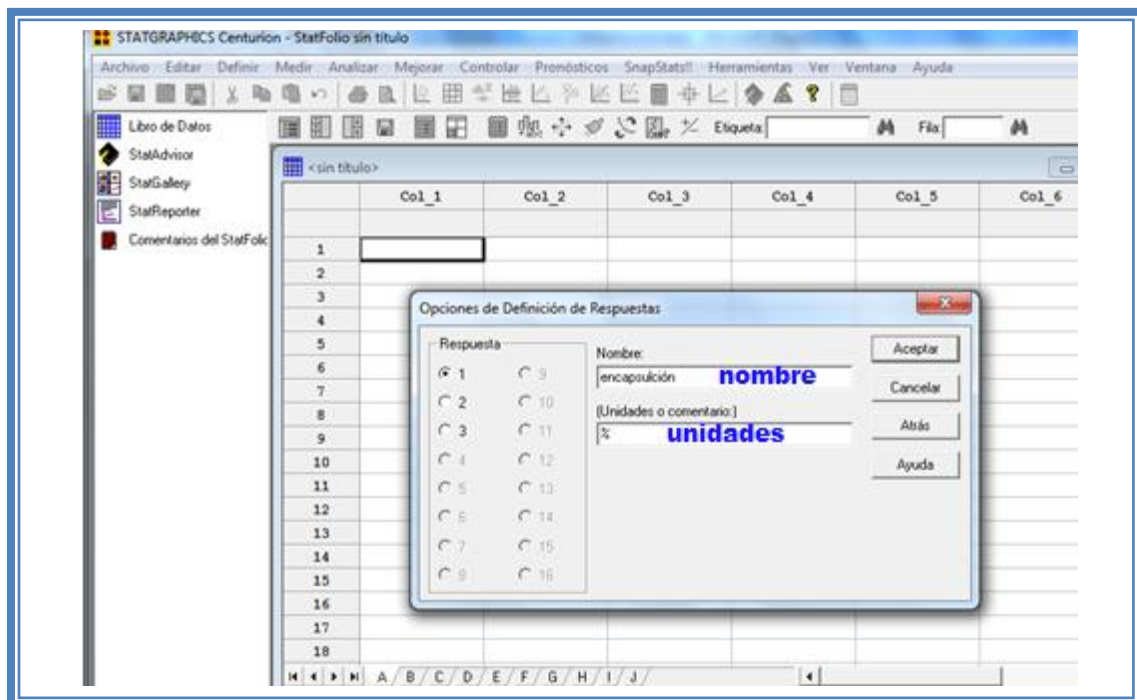 STATGRAPHICS Centurion - StatFolio sin título
Archivo Editar Definir Medir Analizar Mejorar Controlar Pronósticos SnapStats!! Herramientas Ver Ventana Ayuda
Etiqueta: Fila:
Libro de Datos
StatAdvisor
StatGallery
StatReporter
Comentarios del StatFolio
<sin título>
Col_1 Col_2 Col_3 Col_4 Col_5 Col_6
1
2
3
4
5
6
7
8
9
10
11
12
13
14
15
16
17
18
Opciones de Definición de Respuestas
Respuesta
1 9
2 10
3 11
4 12
5 13
6 14
7 15
8 16
Nombre:
encapsulción nombre
(Unidades o comentario:)
% unidades
Aceptar
Cancelar
Atrás
Ayuda
A / B / C / D / E / F / G / H / I / J /